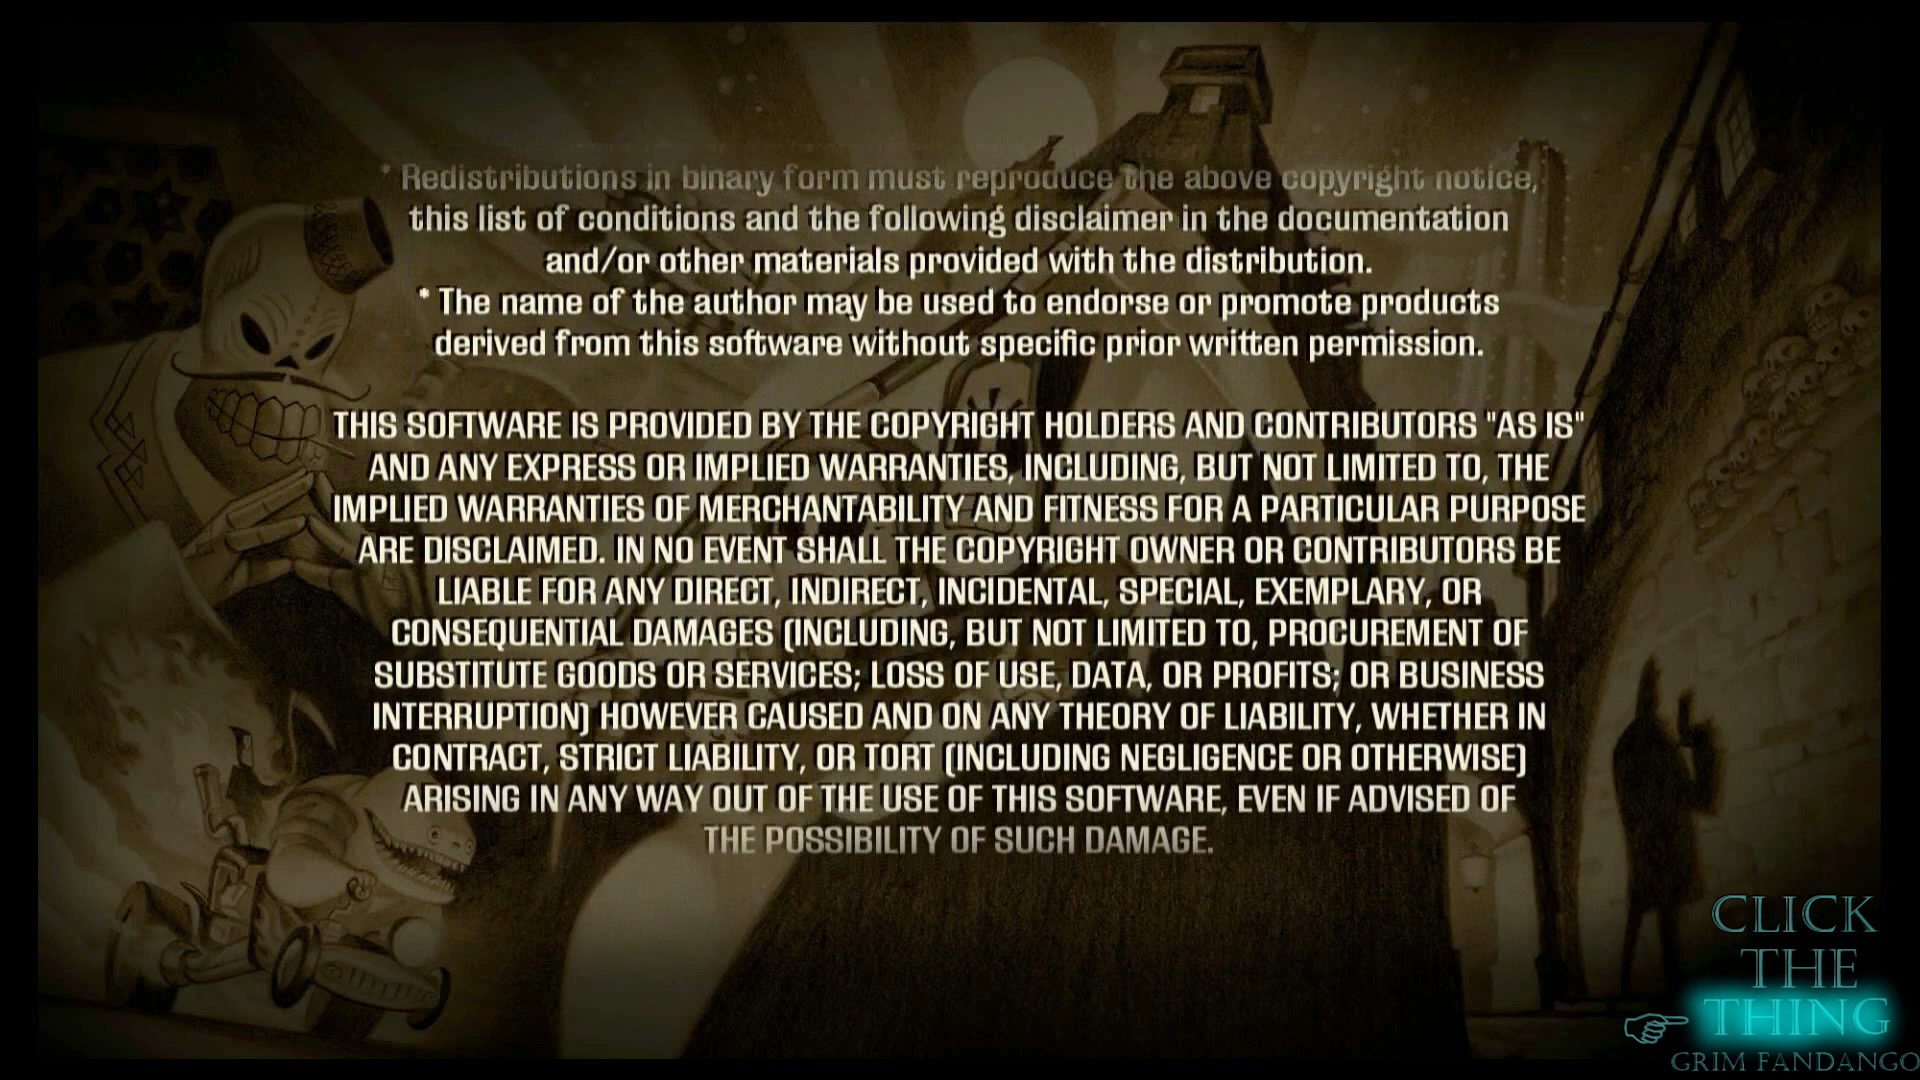 * Redistributions in binary form must reproduce the above copyright notice,
this list of conditions and the following disclaimer in the documentation
and/or other materials provided with the distribution.
* The name of the author may be used to endorse or promote products
derived from this software without specific prior written permission.
THIS SOFTWARE IS PROVIDED BY THE COPYRIGHT HOLDERS AND CONTRIBUTORS "AS IS"
AND ANY EXPRESS OR IMPLIED WARRANTIES, INCLUDING, BUT NOT LIMITED TO, THE
IMPLIED WARRANTIES OF MERCHANTABILITY AND FITNESS FOR A PARTICULAR PURPOSE
ARE DISCLAIMED. IN NO EVENT SHALL THE COPYRIGHT OWNER OR CONTRIBUTORS BE
LIABLE FOR ANY DIRECT, INDIRECT, INCIDENTAL, SPECIAL, EXEMPLARY, OR
CONSEQUENTIAL DAMAGES (INCLUDING, BUT NOT LIMITED TO, PROCUREMENT OF
SUBSTITUTE GOODS OR SERVICES; LOSS OF USE, DATA, OR PROFITS; OR BUSINESS
INTERRUPTION) HOWEVER CAUSED AND ON ANY THEORY OF LIABILITY, WHETHER IN
CONTRACT, STRICT LIABILITY, OR TORT (INCLUDING NEGLIGENCE OR OTHERWISE)
ARISING IN ANY WAY OUT OF THE USE OF THIS SOFTWARE, EVEN IF ADVISED OF
THE POSSIBILITY OF SUCH DAMAGE.
CLICK
THE
THING
GRIM FANDANGO